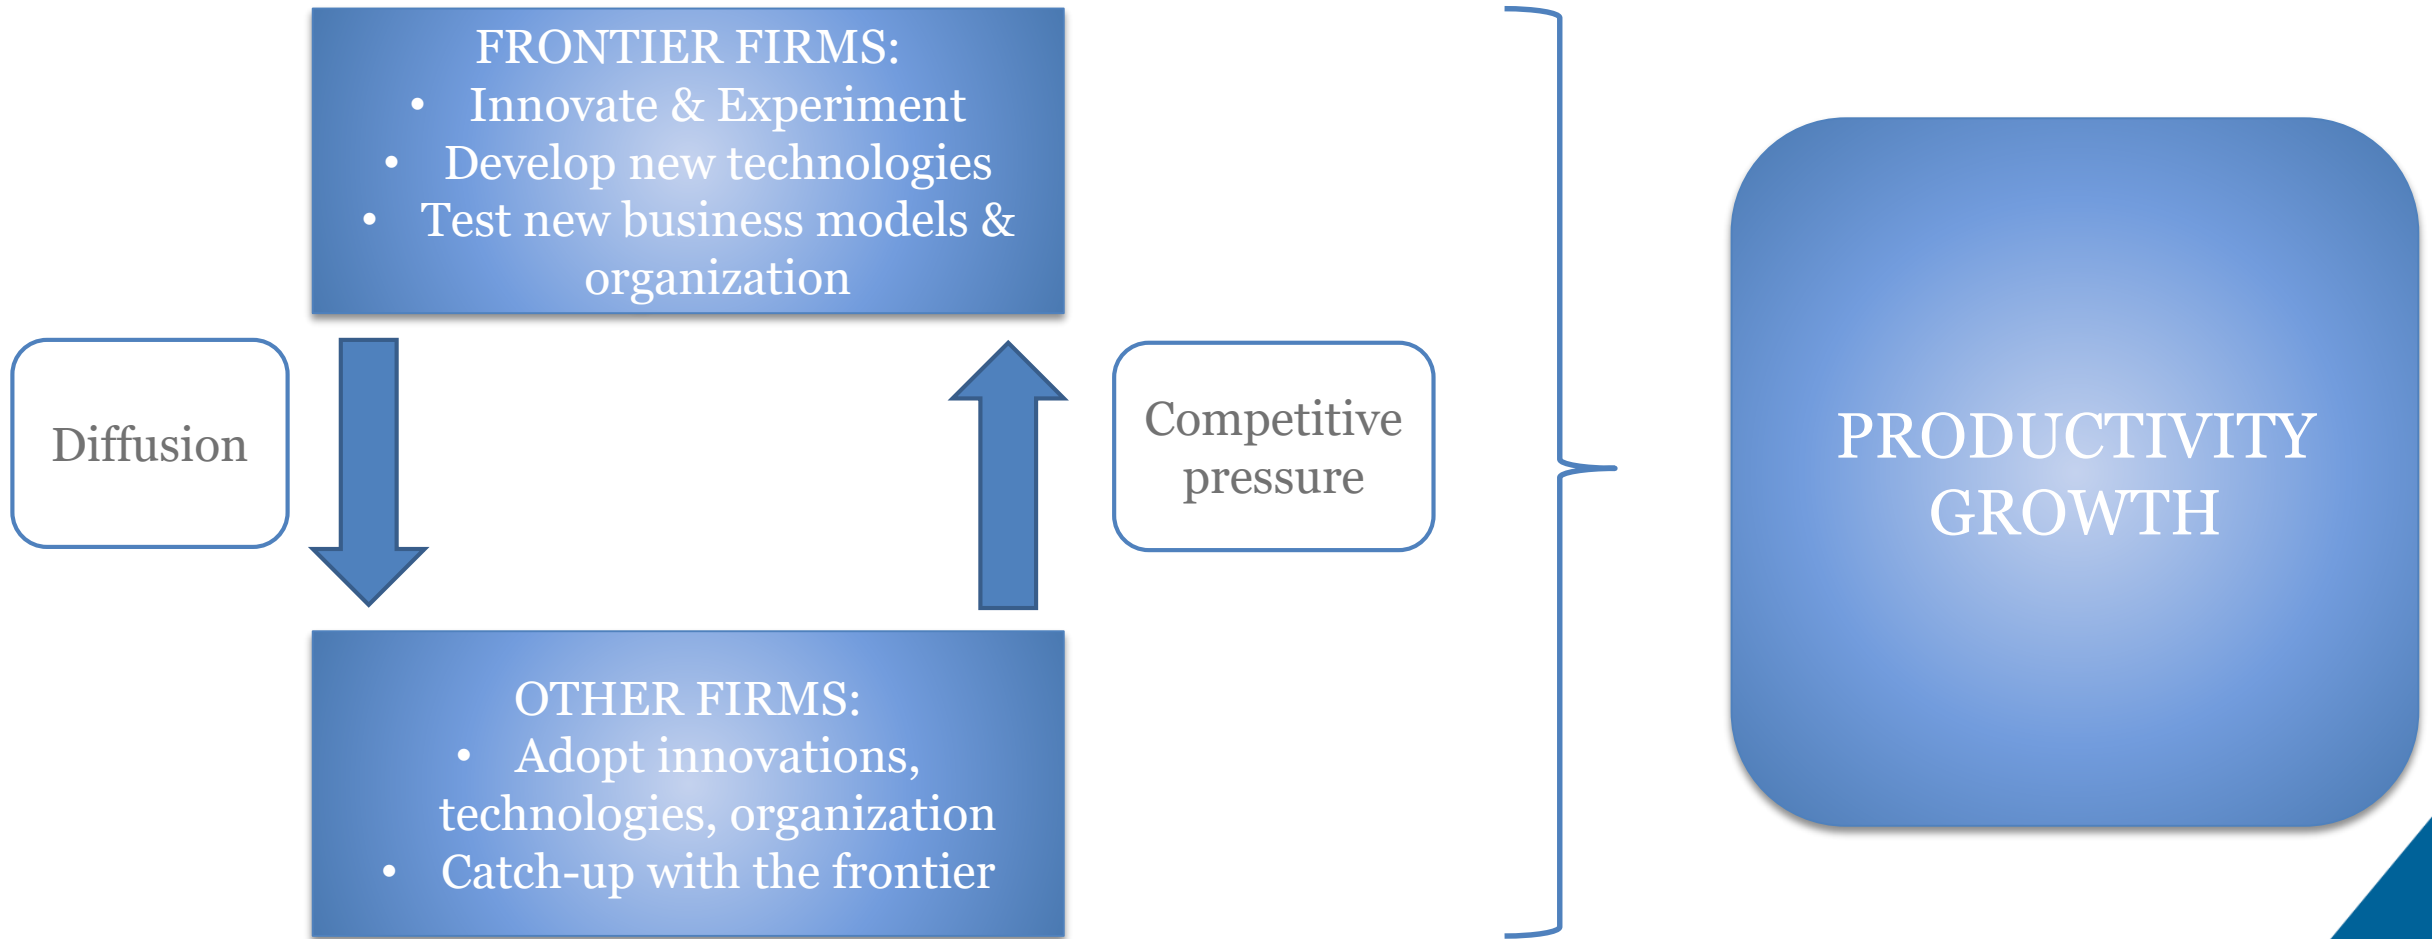 FRONTIER FIRMS:
• Innovate & Experiment
• Develop new technologies
• Test new business models &
organization
Diffusion
Competitive
pressure
OTHER FIRMS:
• Adopt innovations,
technologies, organization
• Catch-up with the frontier
PRODUCTIVITY
GROWTH